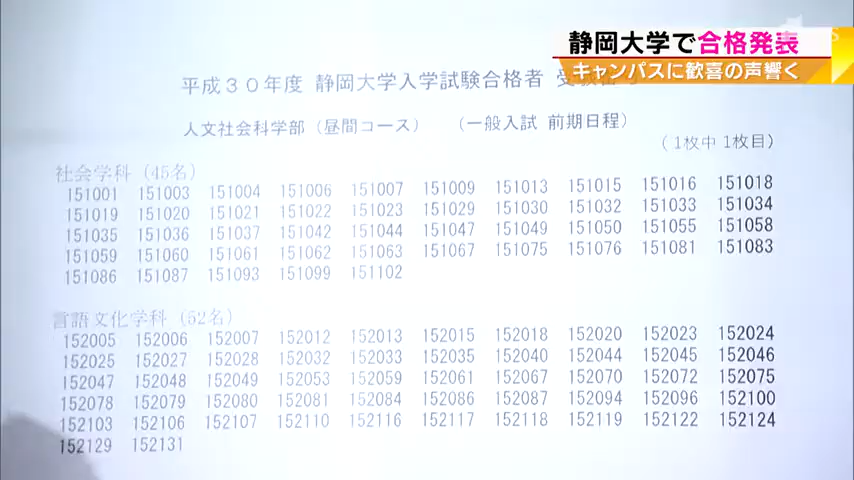 静岡大学で合格発表
キャンパスに歓喜の声響く
平成30年度 静岡大学入学試験合格者
人文社会科学部（昼間コース） （一般入試 前期日程）
（1枚中 1枚目）
社会学科（45名）
151001 151003 151004 151006 151007 151009 151013 151015 151016 151018
151019 151020 151021 151022 151023 151029 151030 151032 151033 151034
151035 151036 151037 151042 151044 151047 151049 151050 151055 151058
151059 151060 151061 151062 151063 151067 151075 151076 151081 151083
151086 151087 151093 151099 151102
言語文化学科（52名）
152005 152006 152007 152012 152013 152015 152018 152020 152023 152024
152025 152027 152028 152032 152033 152035 152040 152044 152045 152046
152047 152048 152049 152053 152059 152061 152067 152070 152072 152075
152078 152079 152080 152081 152084 152086 152087 152094 152096 152100
152103 152106 152107 152110 152116 152117 152118 152119 152122 152124
152129 152131